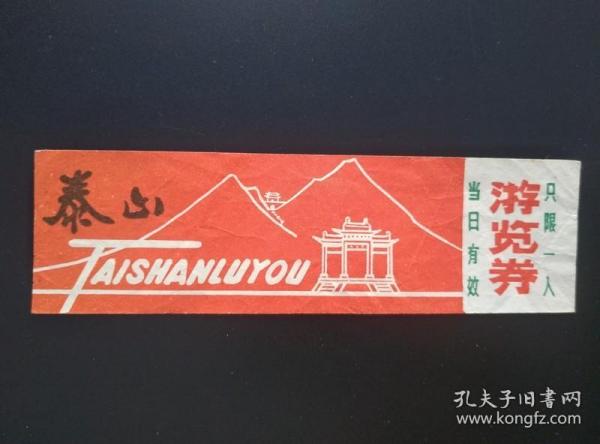 泰山
TAISHANLUYOU
只限一人
游览券
当日有效
孔夫子旧书网
www.kongfz.com